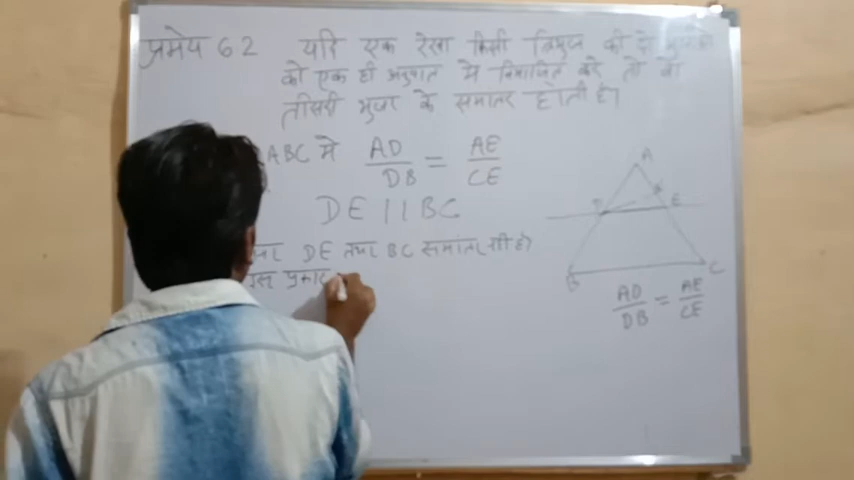 प्रमेय 62 यदि एक रेखा किसी त्रिभुज की दो
को एक ही अनुपात में विभाजित करे तो वो
तीसरी भुजा के समांतर होती है।
ABC मे AD/DB = AE/CE
DE || BC
DE तथा BC समांतर नही है
इस प्रकार
A
D E
B C
AD/DB = AE/CE